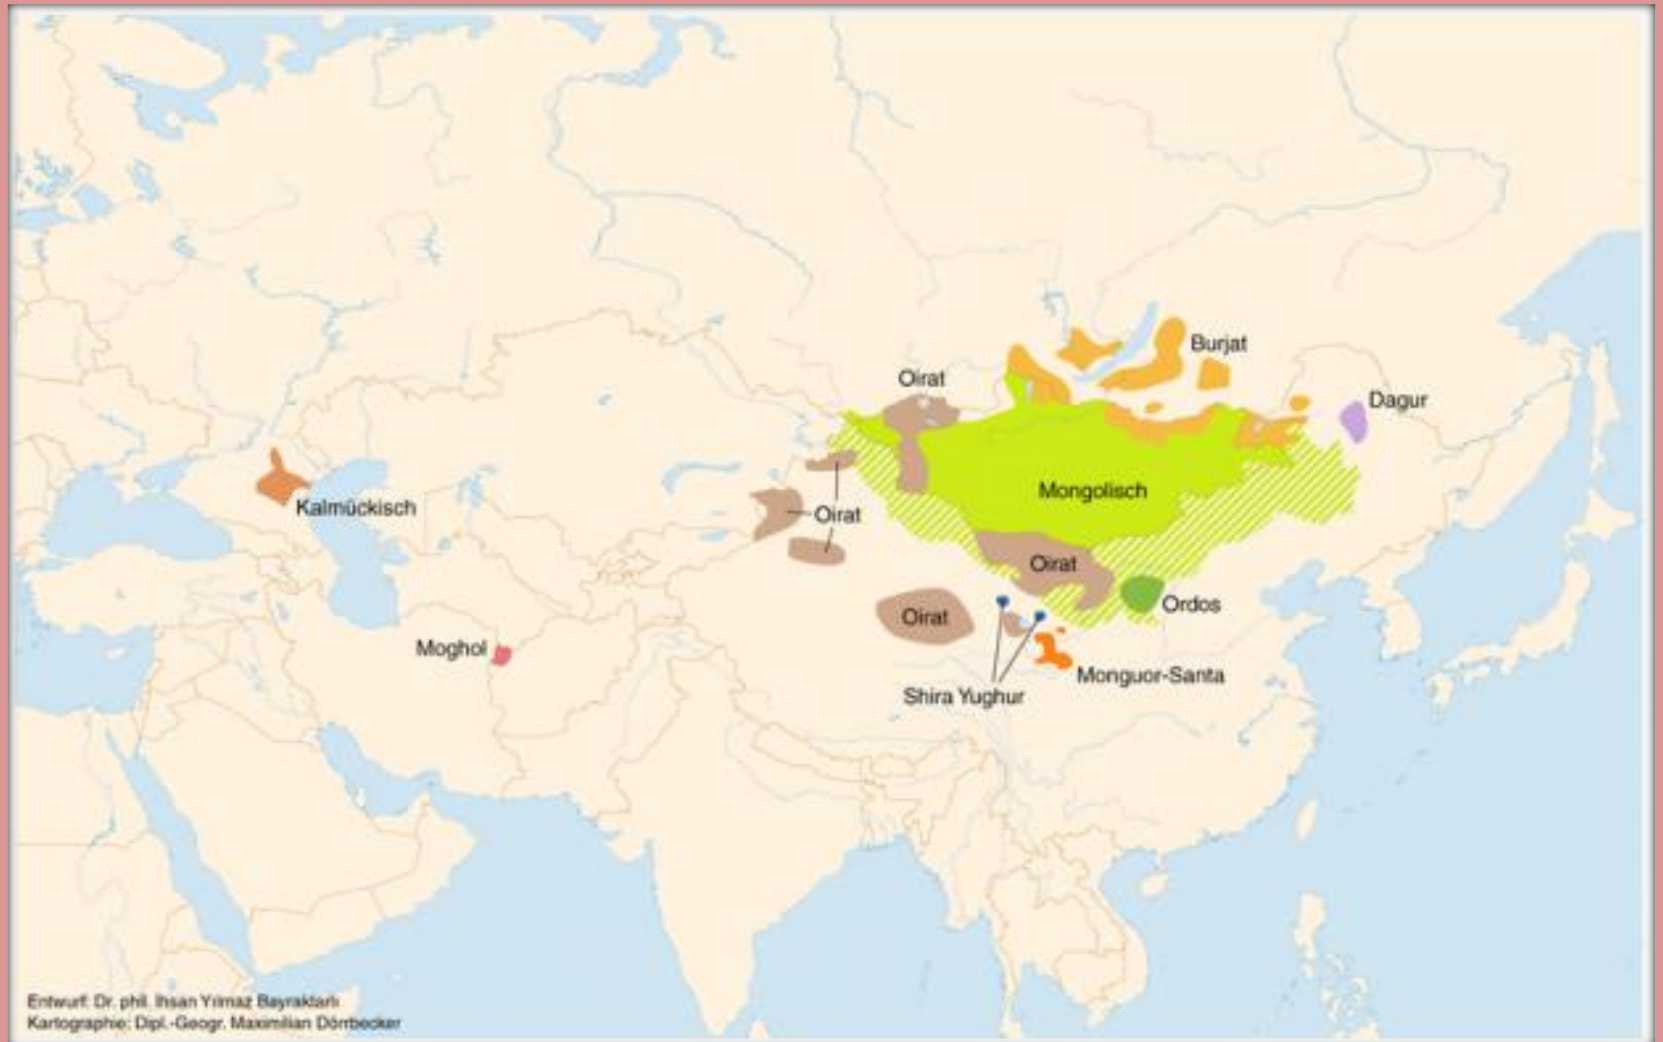 Burjat
Oirat
Dagur
Mongolisch
Kalmückisch
Oirat
Oirat
Ordos
Oirat
Moghol
Monguor-Santa
Shira Yughur
Entwurf: Dr. phil. Ihsan Yılmaz Bayraktarlı
Kartographie: Dipl.-Geogr. Maximilian Dörrbecker